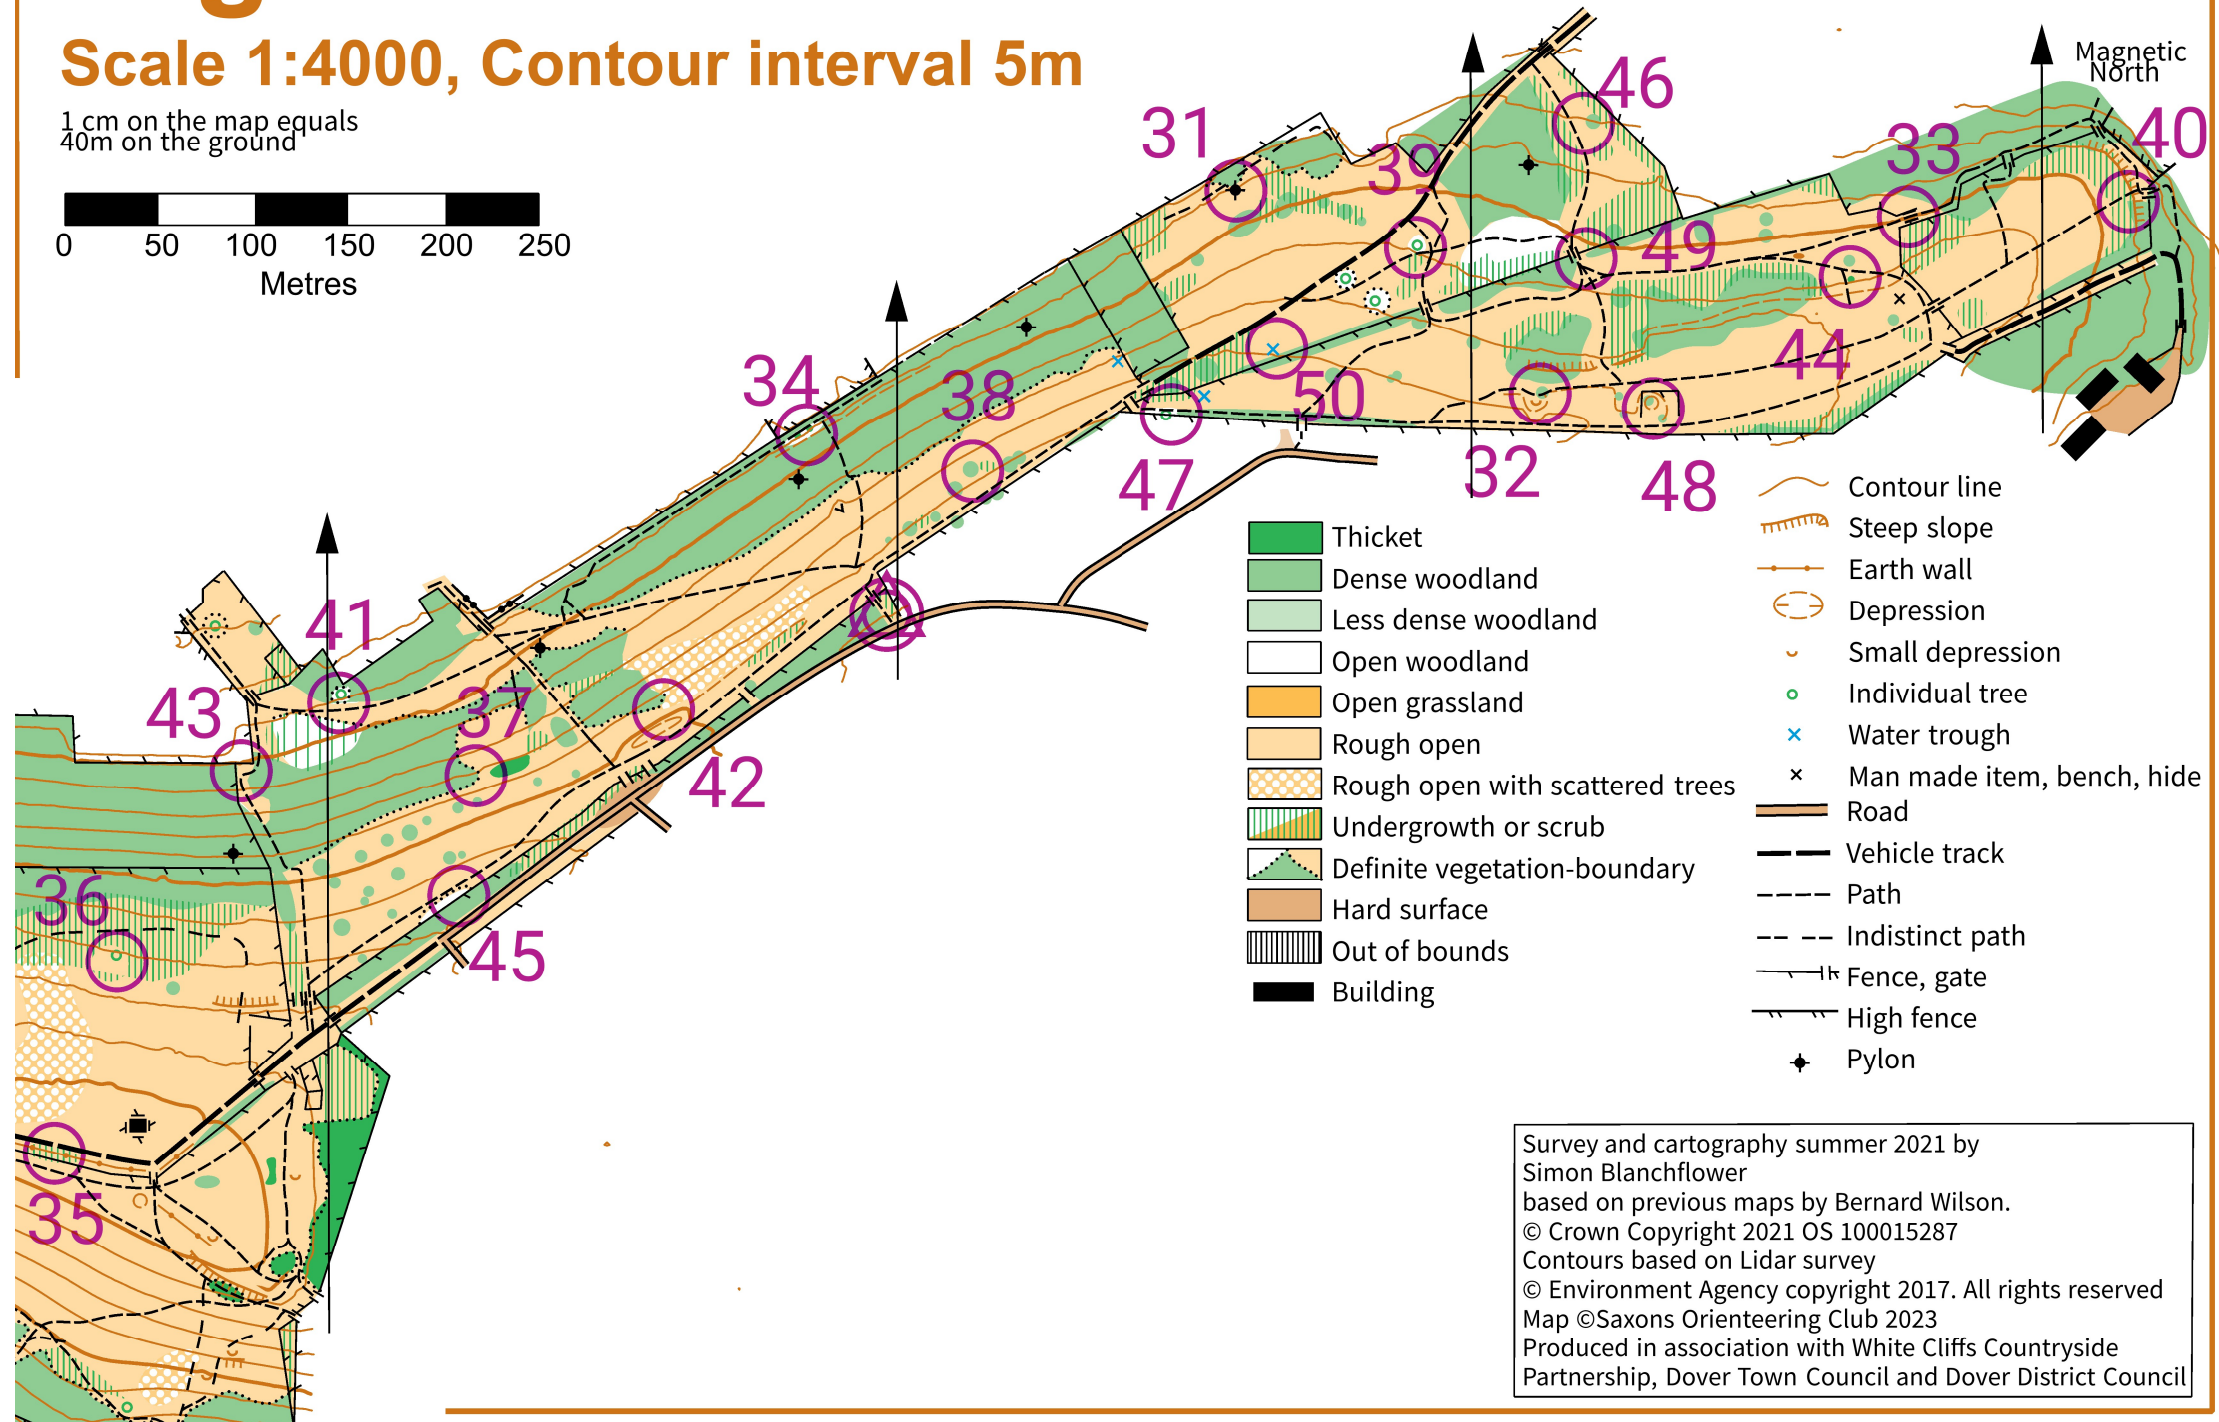 Scale 1:4000, Contour interval 5m
1 cm on the map equals
40m on the ground
0 50 100 150 200 250
Metres
Magnetic
North
46
31
40
33
39
49
34
38
44
50
47
32
48
41
43
37
42
36
45
35
Thicket
Dense woodland
Less dense woodland
Open woodland
Open grassland
Rough open
Rough open with scattered trees
Undergrowth or scrub
Definite vegetation-boundary
Hard surface
Out of bounds
Building
Contour line
Steep slope
Earth wall
Depression
Small depression
Individual tree
Water trough
Man made item, bench, hide
Road
Vehicle track
Path
Indistinct path
Fence, gate
High fence
Pylon
Survey and cartography summer 2021 by
Simon Blanchflower
based on previous maps by Bernard Wilson.
© Crown Copyright 2021 OS 100015287
Contours based on Lidar survey
© Environment Agency copyright 2017. All rights reserved
Map ©Saxons Orienteering Club 2023
Produced in association with White Cliffs Countryside
Partnership, Dover Town Council and Dover District Council